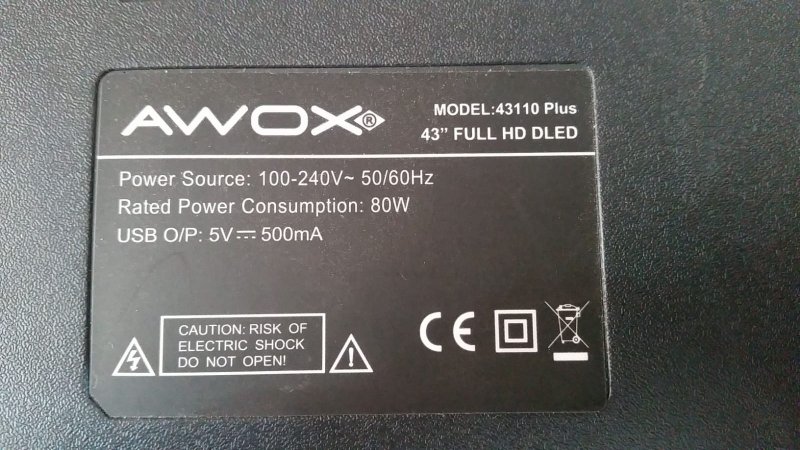 AWOX®
MODEL:43110 Plus
43” FULL HD DLED
Power Source: 100-240V~ 50/60Hz
Rated Power Consumption: 80W
USB O/P: 5V⎓500mA
CAUTION: RISK OF
ELECTRIC SHOCK
DO NOT OPEN!
CE